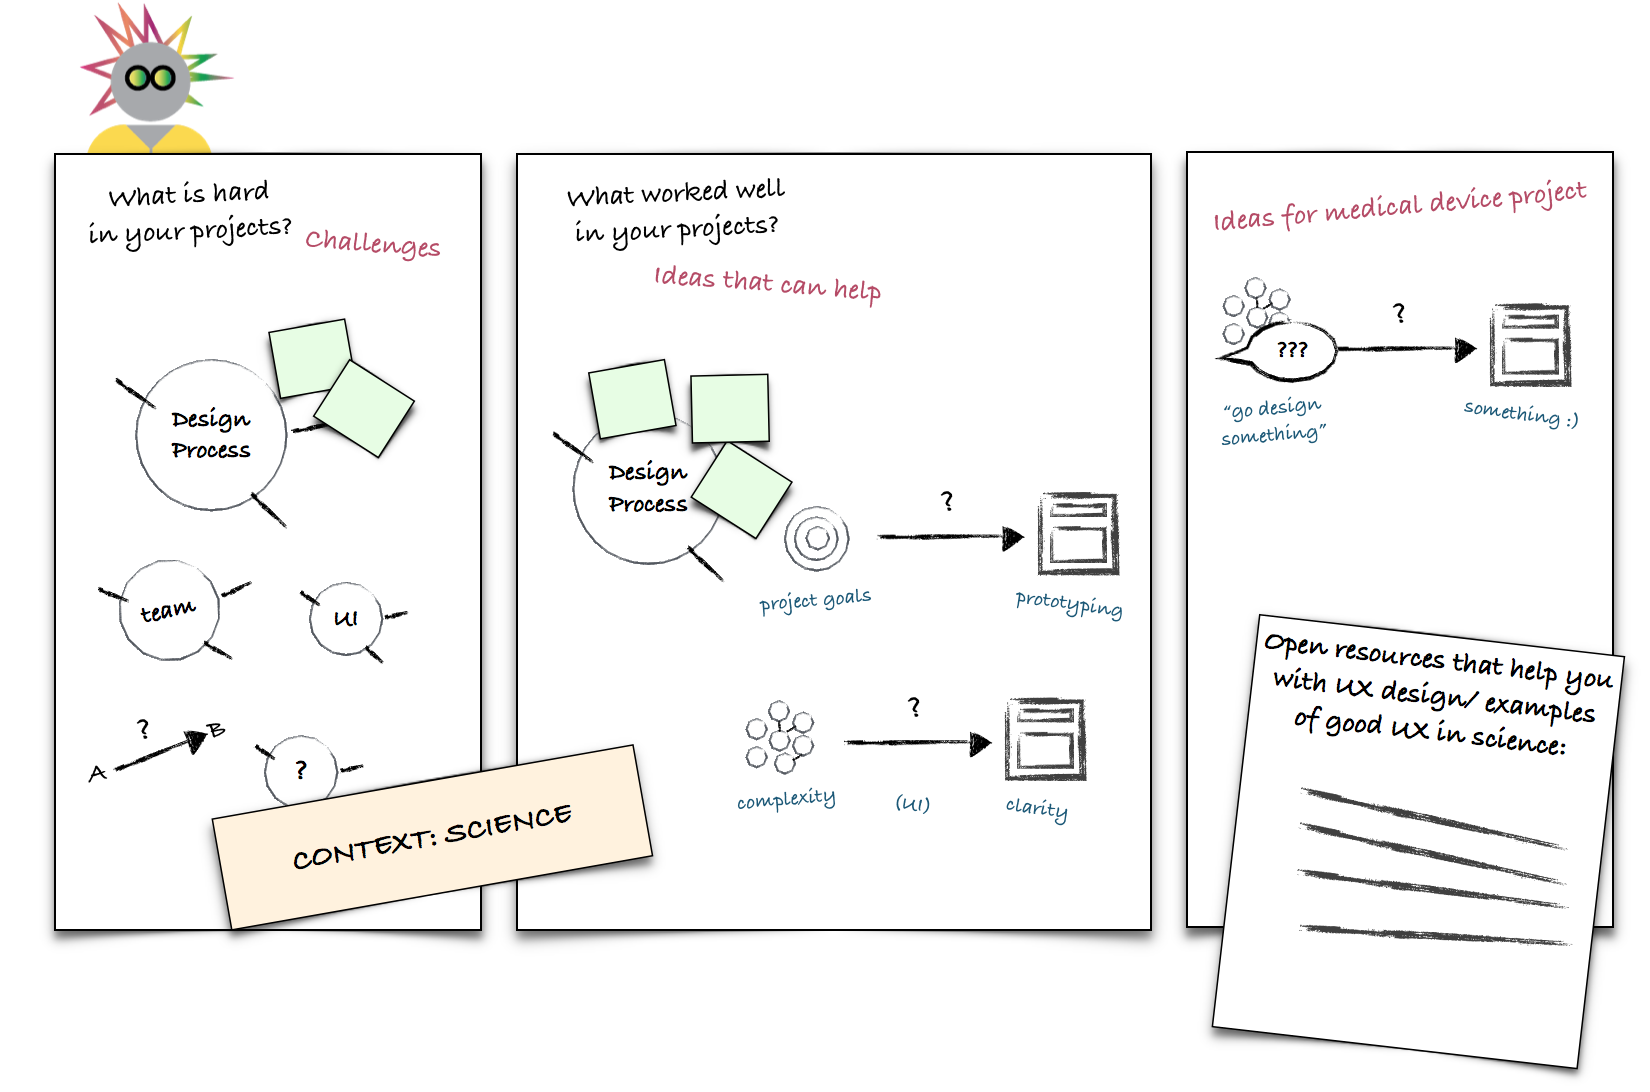 What is hard
in your projects?
Challenges
Design
Process
team
UI
?
A
B
?
CONTEXT: SCIENCE
What worked well
in your projects?
Ideas that can help
Design
Process
?
project goals
prototyping
?
complexity
(UI)
clarity
Ideas for medical device project
???
?
"go design
something"
something :)
Open resources that help you
with UX design/ examples
of good UX in science: